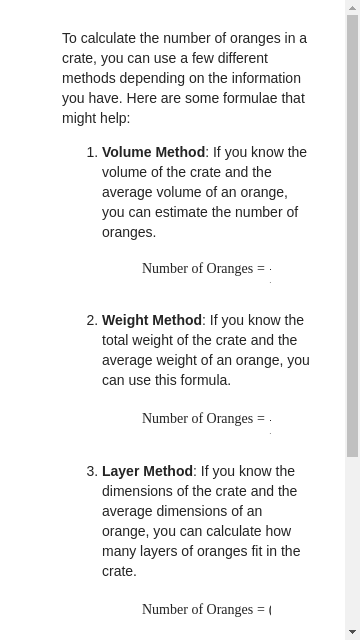 To calculate the number of oranges in a
crate, you can use a few different
methods depending on the information
you have. Here are some formulae that
might help:
1. Volume Method: If you know the
volume of the crate and the
average volume of an orange,
you can estimate the number of
oranges.
Number of Oranges =
2. Weight Method: If you know the
total weight of the crate and the
average weight of an orange, you
can use this formula.
Number of Oranges =
3. Layer Method: If you know the
dimensions of the crate and the
average dimensions of an
orange, you can calculate how
many layers of oranges fit in the
crate.
Number of Oranges = (